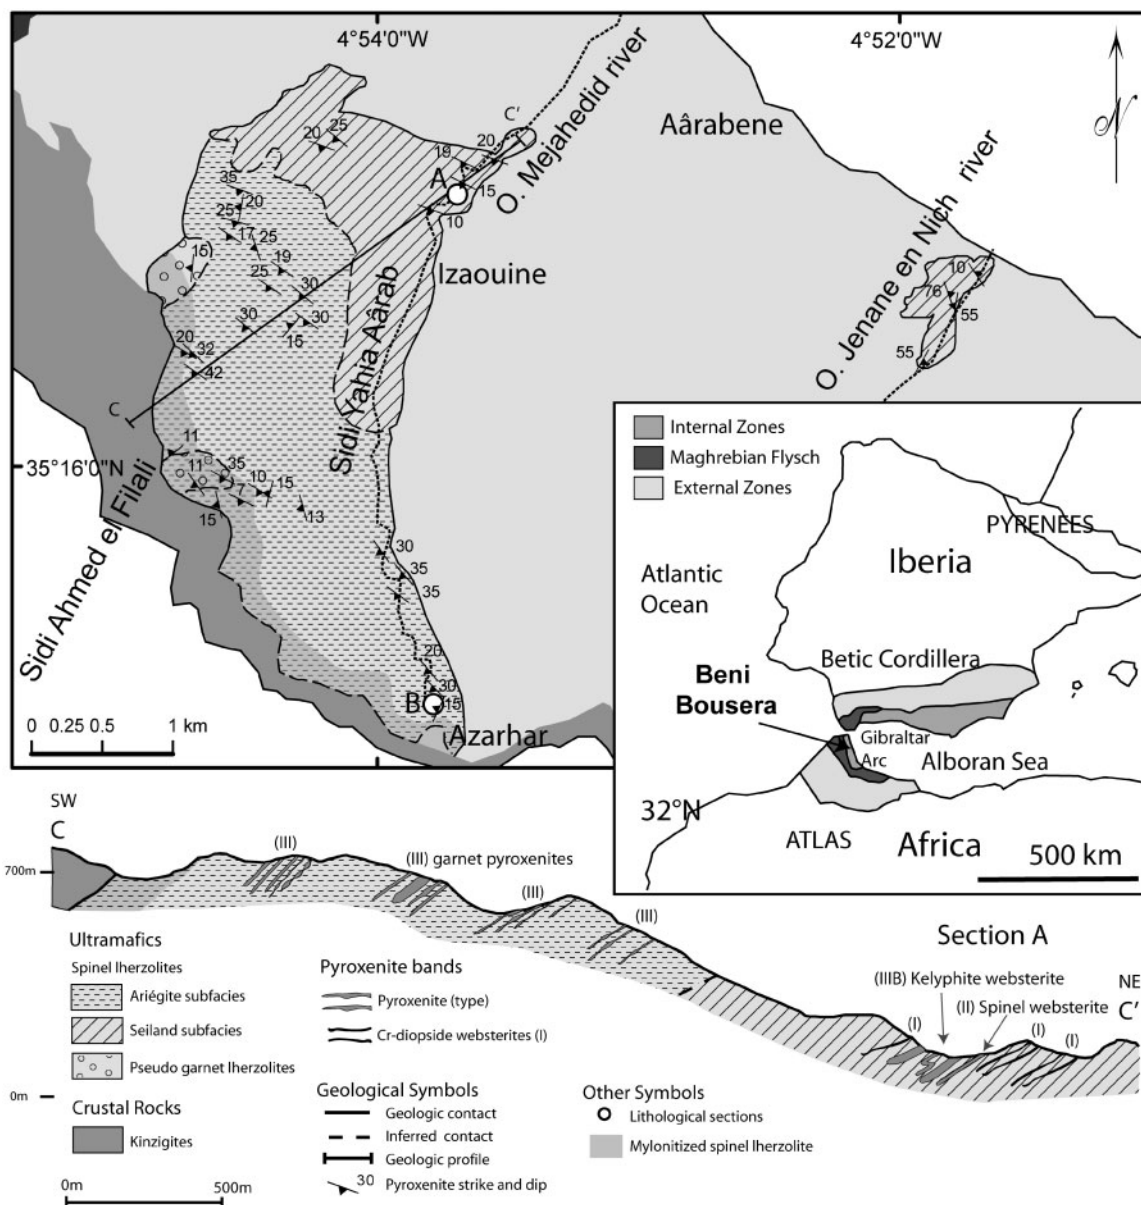 4°54'0"W
4°52'0"W
N
C'
O. Mejahedid river
Aârabene
20
25
20
19
A
15
10
35
20
25
17
25
19
15
25
30
30
30
15
20
32
42
C
Izaouine
Sidi Yahia Aârab
O. Jenane en Nich river
10
76
55
55
35°16'0"N
Sidi Ahmed el Filali
11
11
35
10
15
7
15
13
30
35
35
20
30
B
15
Azarhar
0 0.25 0.5 1 km
Internal Zones
Maghrebian Flysch
External Zones
PYRENEES
Iberia
Atlantic
Ocean
Betic Cordillera
Beni
Bousera
Gibraltar
Arc
Alboran Sea
32°N
ATLAS
Africa
500 km
SW
C
700m
(III)
(III) garnet pyroxenites
(III)
(III)
Section A
(IIIB) Kelyphite websterite
NE
(II) Spinel websterite
C'
(I)
(I)
(I)
0m
Ultramafics
Spinel lherzolites
Ariégite subfacies
Seiland subfacies
Pseudo garnet lherzolites
Crustal Rocks
Kinzigites
0m 500m
Pyroxenite bands
Pyroxenite (type)
Cr-diopside websterites (I)
Geological Symbols
Geologic contact
Inferred contact
Geologic profile
30 Pyroxenite strike and dip
Other Symbols
Lithological sections
Mylonitized spinel lherzolite